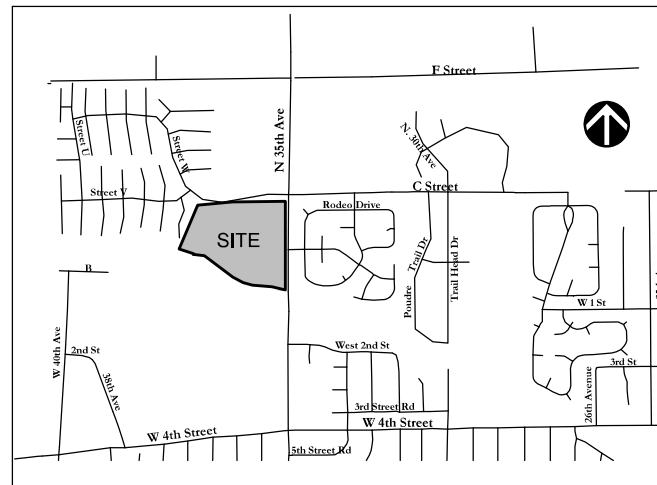 F Street
N 35th Ave
N. 30th Ave
Street U
Street W
Street V
C Street
Rodeo Drive
SITE
Trail Dr
Poudre
Trail Head Dr
B
W 1 St
W 40th Ave
2nd St
38th Ave
West 2nd St
3rd St
26th Avenue
3rd Street Rd
W 4th Street
W 4th Street
5th Street Rd